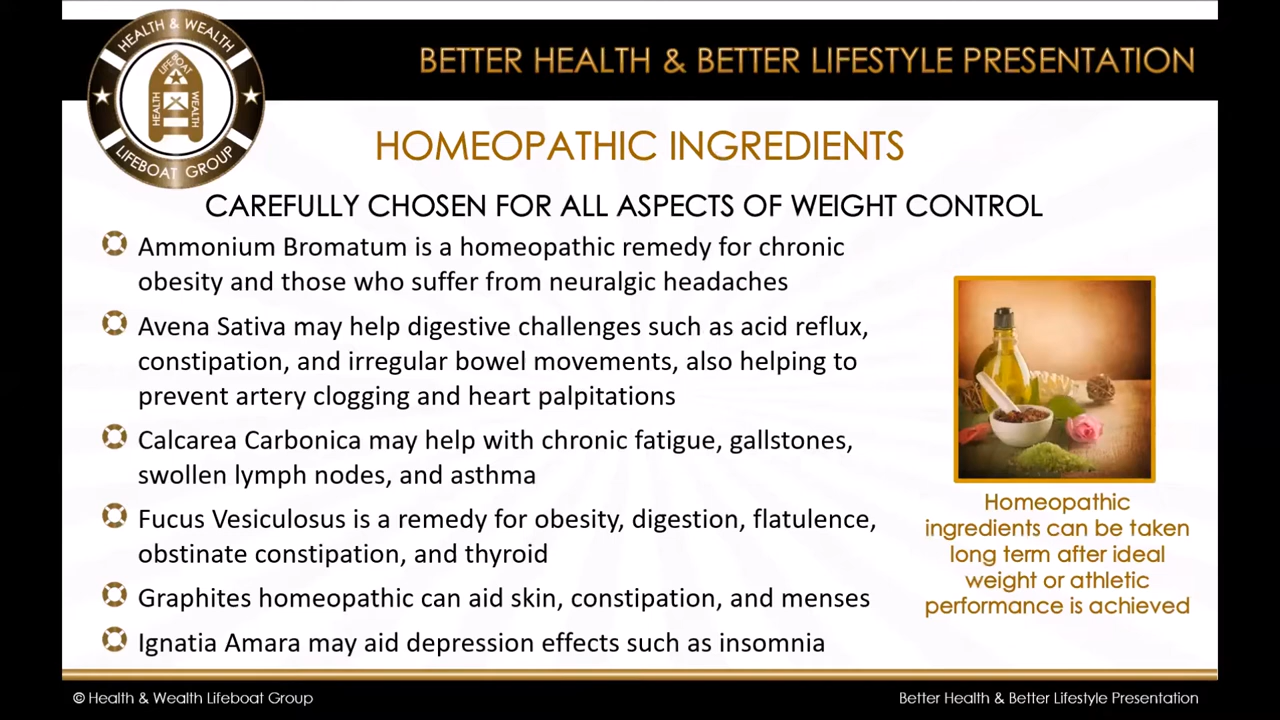 HEALTH & WEALTH
LIFEBOAT
HEALTH
WEALTH
LIFEBOAT GROUP
BETTER HEALTH & BETTER LIFESTYLE PRESENTATION
HOMEOPATHIC INGREDIENTS
CAREFULLY CHOSEN FOR ALL ASPECTS OF WEIGHT CONTROL
Ammonium Bromatum is a homeopathic remedy for chronic
obesity and those who suffer from neuralgic headaches
Avena Sativa may help digestive challenges such as acid reflux,
constipation, and irregular bowel movements, also helping to
prevent artery clogging and heart palpitations
Calcarea Carbonica may help with chronic fatigue, gallstones,
swollen lymph nodes, and asthma
Fucus Vesiculosus is a remedy for obesity, digestion, flatulence,
obstinate constipation, and thyroid
Graphites homeopathic can aid skin, constipation, and menses
Ignatia Amara may aid depression effects such as insomnia
Homeopathic
ingredients can be taken
long term after ideal
weight or athletic
performance is achieved
© Health & Wealth Lifeboat Group
Better Health & Better Lifestyle Presentation